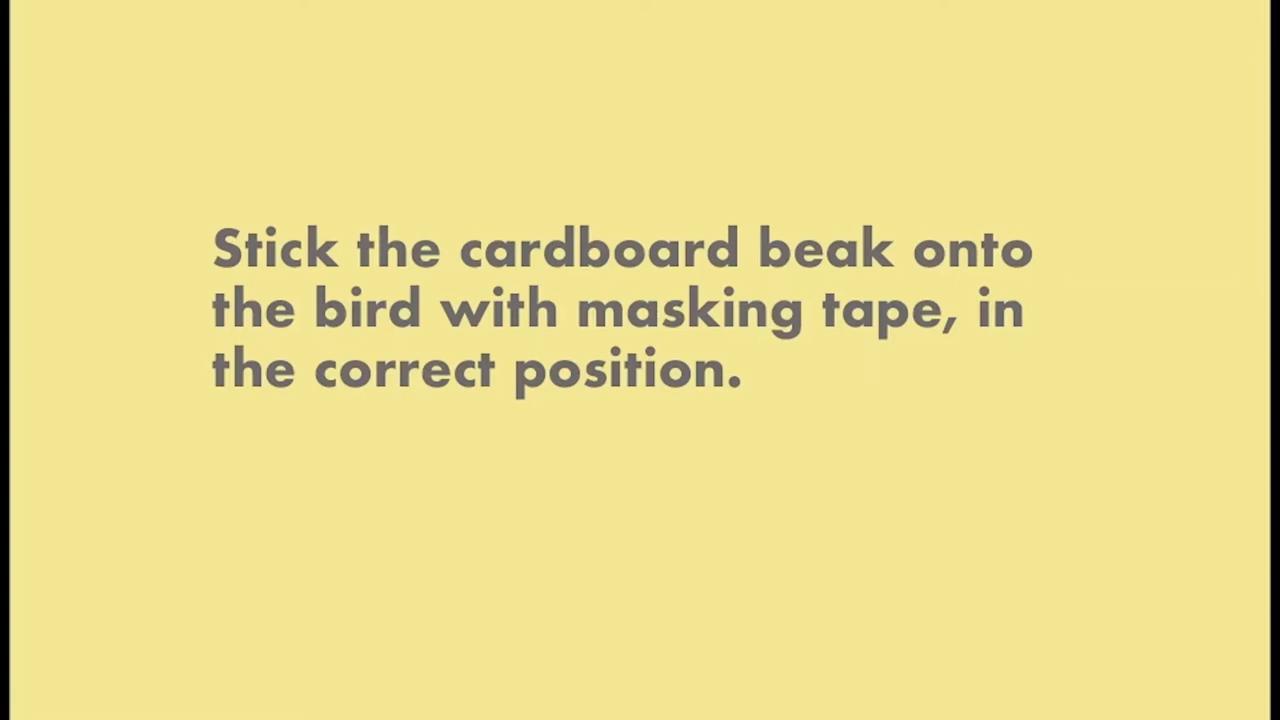 Stick the cardboard beak onto
the bird with masking tape, in
the correct position.